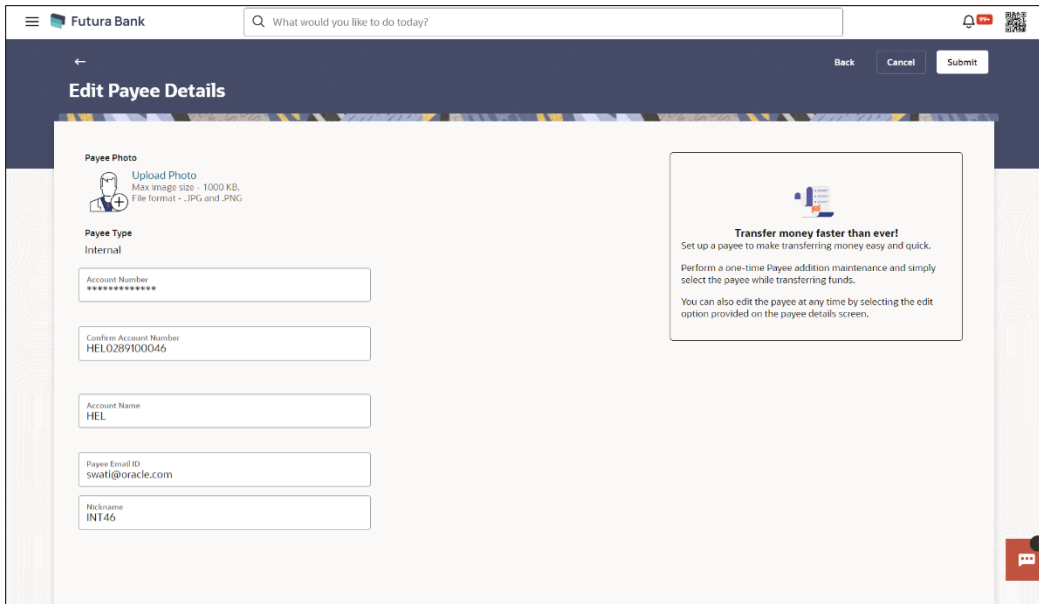 Futura Bank
What would you like to do today?
99+
Back
Cancel
Submit
Edit Payee Details
Payee Photo
Upload Photo
Max image size - 1000 KB,
File format - .JPG and .PNG
Payee Type
Internal
Account Number
*************
Confirm Account Number
HEL0289100046
Account Name
HEL
Payee Email ID
swati@oracle.com
Nickname
INT46
Transfer money faster than ever!
Set up a payee to make transferring money easy and quick.
Perform a one-time Payee addition maintenance and simply
select the payee while transferring funds.
You can also edit the payee at any time by selecting the edit
option provided on the payee details screen.